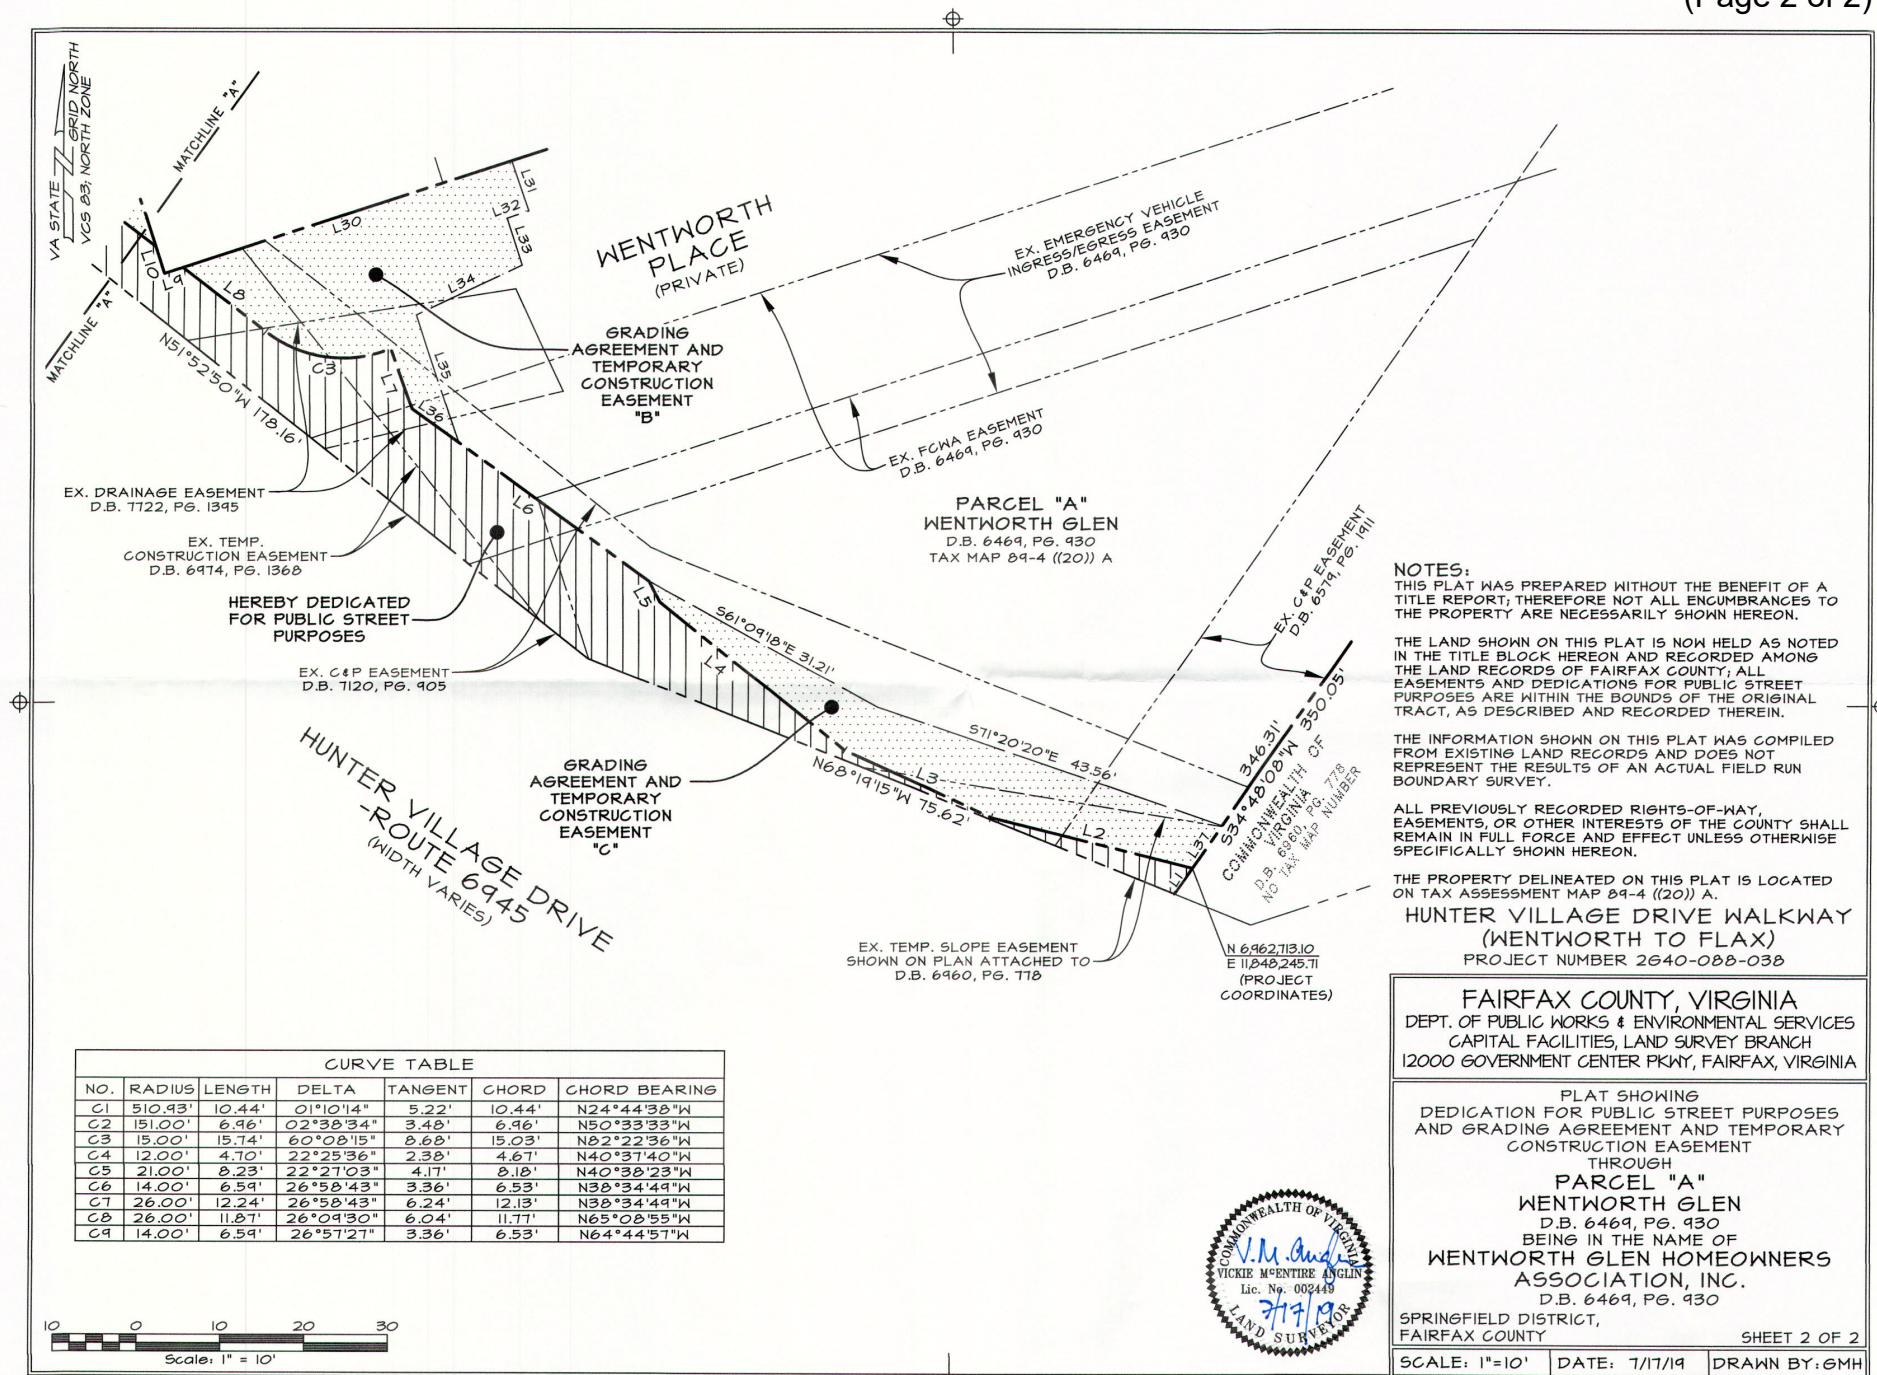 (Page 2 of 2)
VA STATE
GRID NORTH
VCS 83; NORTH ZONE
MATCHLINE "A"
MATCHLINE "A"
L10
L9
L8
L30
L31
L32
L33
L34
C3
L7
L35
L36
N51°52'50"W 178.16'
WENTWORTH
PLACE
(PRIVATE)
EX. EMERGENCY VEHICLE
INGRESS/EGRESS EASEMENT
D.B. 6469, PG. 930
GRADING
AGREEMENT AND
TEMPORARY
CONSTRUCTION
EASEMENT
"B"
EX. FCWA EASEMENT
D.B. 6469, PG. 930
EX. DRAINAGE EASEMENT
D.B. 7722, PG. 1395
EX. TEMP.
CONSTRUCTION EASEMENT
D.B. 6974, PG. 1368
HEREBY DEDICATED
FOR PUBLIC STREET
PURPOSES
EX. C&P EASEMENT
D.B. 7120, PG. 905
L6
L5
L4
S61°09'18"E 31.21'
PARCEL "A"
WENTWORTH GLEN
D.B. 6469, PG. 930
TAX MAP 89-4 ((20)) A
EX. C&P EASEMENT
D.B. 6579, PG. 1911
S71°20'20"E 43.56'
L3
N68°19'15"W 75.62'
L2
L1
L37
346.31'
S34°48'08"W 350.05'
COMMONWEALTH OF
VIRGINIA
D.B. 6960, PG. 778
NO TAX MAP NUMBER
HUNTER VILLAGE DRIVE
-ROUTE 6945
(WIDTH VARIES)
GRADING
AGREEMENT AND
TEMPORARY
CONSTRUCTION
EASEMENT
"C"
EX. TEMP. SLOPE EASEMENT
SHOWN ON PLAN ATTACHED TO
D.B. 6960, PG. 778
N 6,962,713.10
E 11,848,245.71
(PROJECT
COORDINATES)
NOTES:
THIS PLAT WAS PREPARED WITHOUT THE BENEFIT OF A
TITLE REPORT; THEREFORE NOT ALL ENCUMBRANCES TO
THE PROPERTY ARE NECESSARILY SHOWN HEREON.
THE LAND SHOWN ON THIS PLAT IS NOW HELD AS NOTED
IN THE TITLE BLOCK HEREON AND RECORDED AMONG
THE LAND RECORDS OF FAIRFAX COUNTY; ALL
EASEMENTS AND DEDICATIONS FOR PUBLIC STREET
PURPOSES ARE WITHIN THE BOUNDS OF THE ORIGINAL
TRACT, AS DESCRIBED AND RECORDED THEREIN.
THE INFORMATION SHOWN ON THIS PLAT WAS COMPILED
FROM EXISTING LAND RECORDS AND DOES NOT
REPRESENT THE RESULTS OF AN ACTUAL FIELD RUN
BOUNDARY SURVEY.
ALL PREVIOUSLY RECORDED RIGHTS-OF-WAY,
EASEMENTS, OR OTHER INTERESTS OF THE COUNTY SHALL
REMAIN IN FULL FORCE AND EFFECT UNLESS OTHERWISE
SPECIFICALLY SHOWN HEREON.
THE PROPERTY DELINEATED ON THIS PLAT IS LOCATED
ON TAX ASSESSMENT MAP 89-4 ((20)) A.
HUNTER VILLAGE DRIVE WALKWAY
(WENTWORTH TO FLAX)
PROJECT NUMBER 2G40-088-038
FAIRFAX COUNTY, VIRGINIA
DEPT. OF PUBLIC WORKS & ENVIRONMENTAL SERVICES
CAPITAL FACILITIES, LAND SURVEY BRANCH
12000 GOVERNMENT CENTER PKWY, FAIRFAX, VIRGINIA
PLAT SHOWING
DEDICATION FOR PUBLIC STREET PURPOSES
AND GRADING AGREEMENT AND TEMPORARY
CONSTRUCTION EASEMENT
THROUGH
PARCEL "A"
WENTWORTH GLEN
D.B. 6469, PG. 930
BEING IN THE NAME OF
WENTWORTH GLEN HOMEOWNERS
ASSOCIATION, INC.
D.B. 6469, PG. 930
SPRINGFIELD DISTRICT,
FAIRFAX COUNTY SHEET 2 OF 2
SCALE: 1"=10' DATE: 7/17/19 DRAWN BY: GMH
CURVE TABLE
NO. RADIUS LENGTH DELTA TANGENT CHORD CHORD BEARING
C1 510.93' 10.44' 01°10'14" 5.22' 10.44' N24°44'38"W
C2 151.00' 6.96' 02°38'34" 3.48' 6.96' N50°33'33"W
C3 15.00' 15.74' 60°08'15" 8.68' 15.03' N82°22'36"W
C4 12.00' 4.70' 22°25'36" 2.38' 4.67' N40°37'40"W
C5 21.00' 8.23' 22°27'03" 4.17' 8.18' N40°38'23"W
C6 14.00' 6.59' 26°58'43" 3.36' 6.53' N38°34'49"W
C7 26.00' 12.24' 26°58'43" 6.24' 12.13' N38°34'49"W
C8 26.00' 11.87' 26°09'30" 6.04' 11.77' N65°08'55"W
C9 14.00' 6.59' 26°57'27" 3.36' 6.53' N64°44'57"W
10 0 10 20 30
Scale: 1" = 10'
COMMONWEALTH OF VIRGINIA
V.M. Anglin
VICKIE McENTIRE ANGLIN
Lic. No. 002449
7/17/19
LAND SURVEYOR